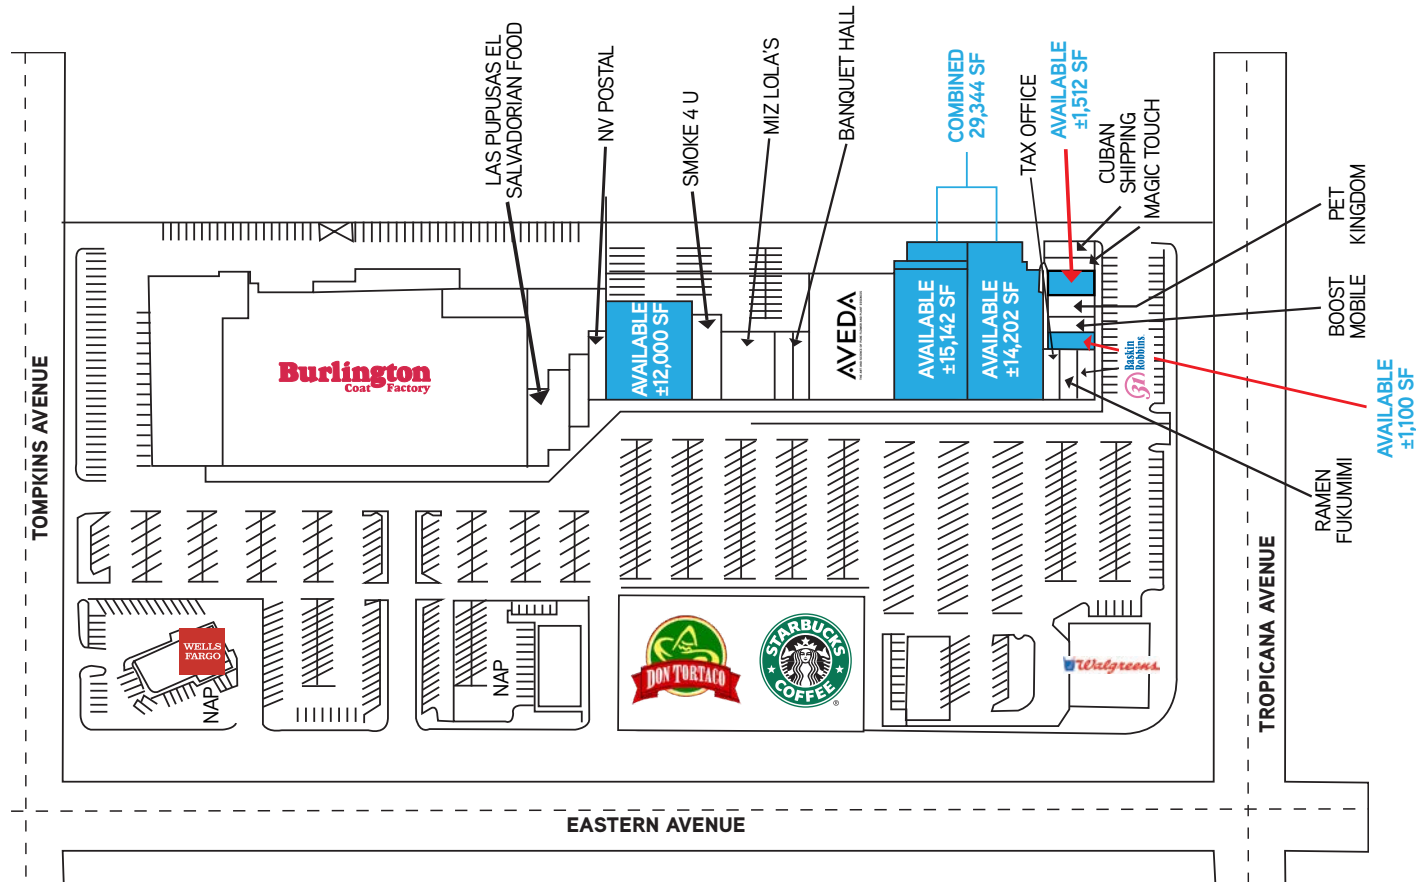 LAS PUPUSAS EL
SALVADORIAN FOOD
NV POSTAL
SMOKE 4 U
MIZ LOLA'S
BANQUET HALL
COMBINED
29,344 SF
TAX OFFICE
AVAILABLE
±1,512 SF
CUBAN
SHIPPING
MAGIC TOUCH
PET
KINGDOM
BOOST
MOBILE
AVAILABLE
±1,100 SF
RAMEN
FUKUMIMI
TOMPKINS AVENUE
Burlington
Coat Factory
AVAILABLE
±12,000 SF
AVEDA
AVAILABLE
±15,142 SF
AVAILABLE
±14,202 SF
31
Baskin
Robbins
WELLS
FARGO
NAP
NAP
DON TORTACO
STARBUCKS
COFFEE
®
Walgreens
TROPICANA AVENUE
EASTERN AVENUE